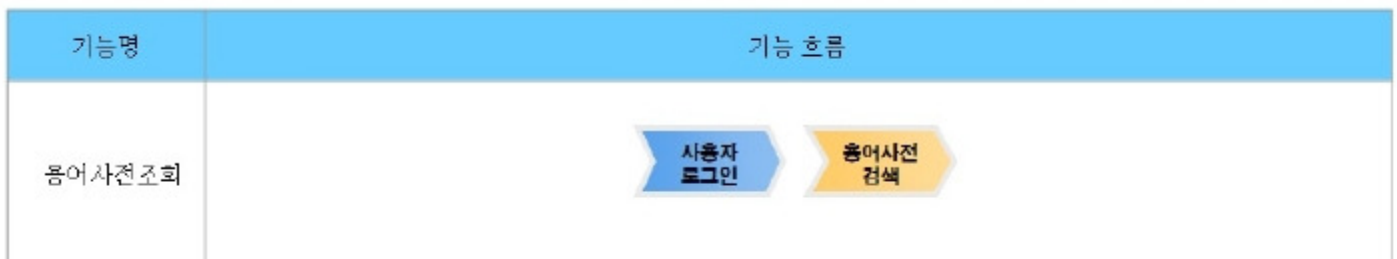 기능명
기능 흐름
용어사전조회
사용자
로그인
용어사전
검색